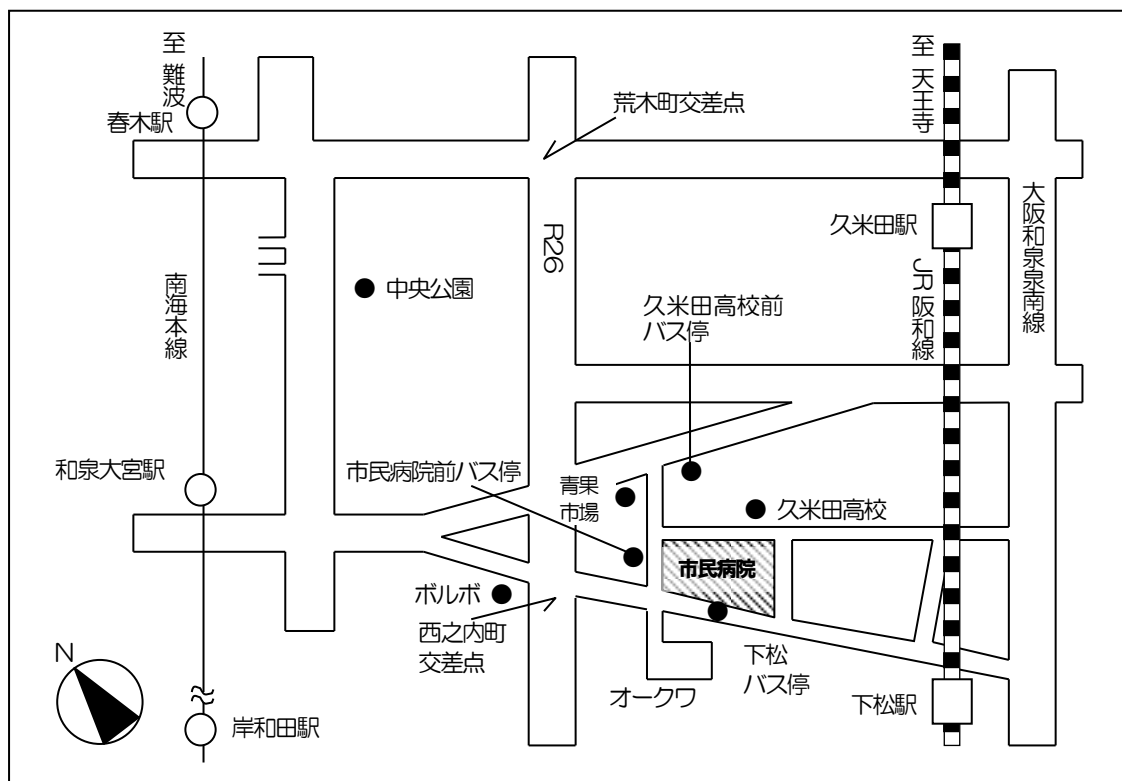 至 難波
春木駅
荒木町交差点
至 天王寺
久米田駅
大阪和泉泉南線
R26
南海本線
中央公園
久米田高校前
バス停
JR阪和線
和泉大宮駅
市民病院前バス停
青果
市場
久米田高校
市民病院
ボルボ
西之内町
交差点
下松
バス停
オークワ
下松駅
N
岸和田駅